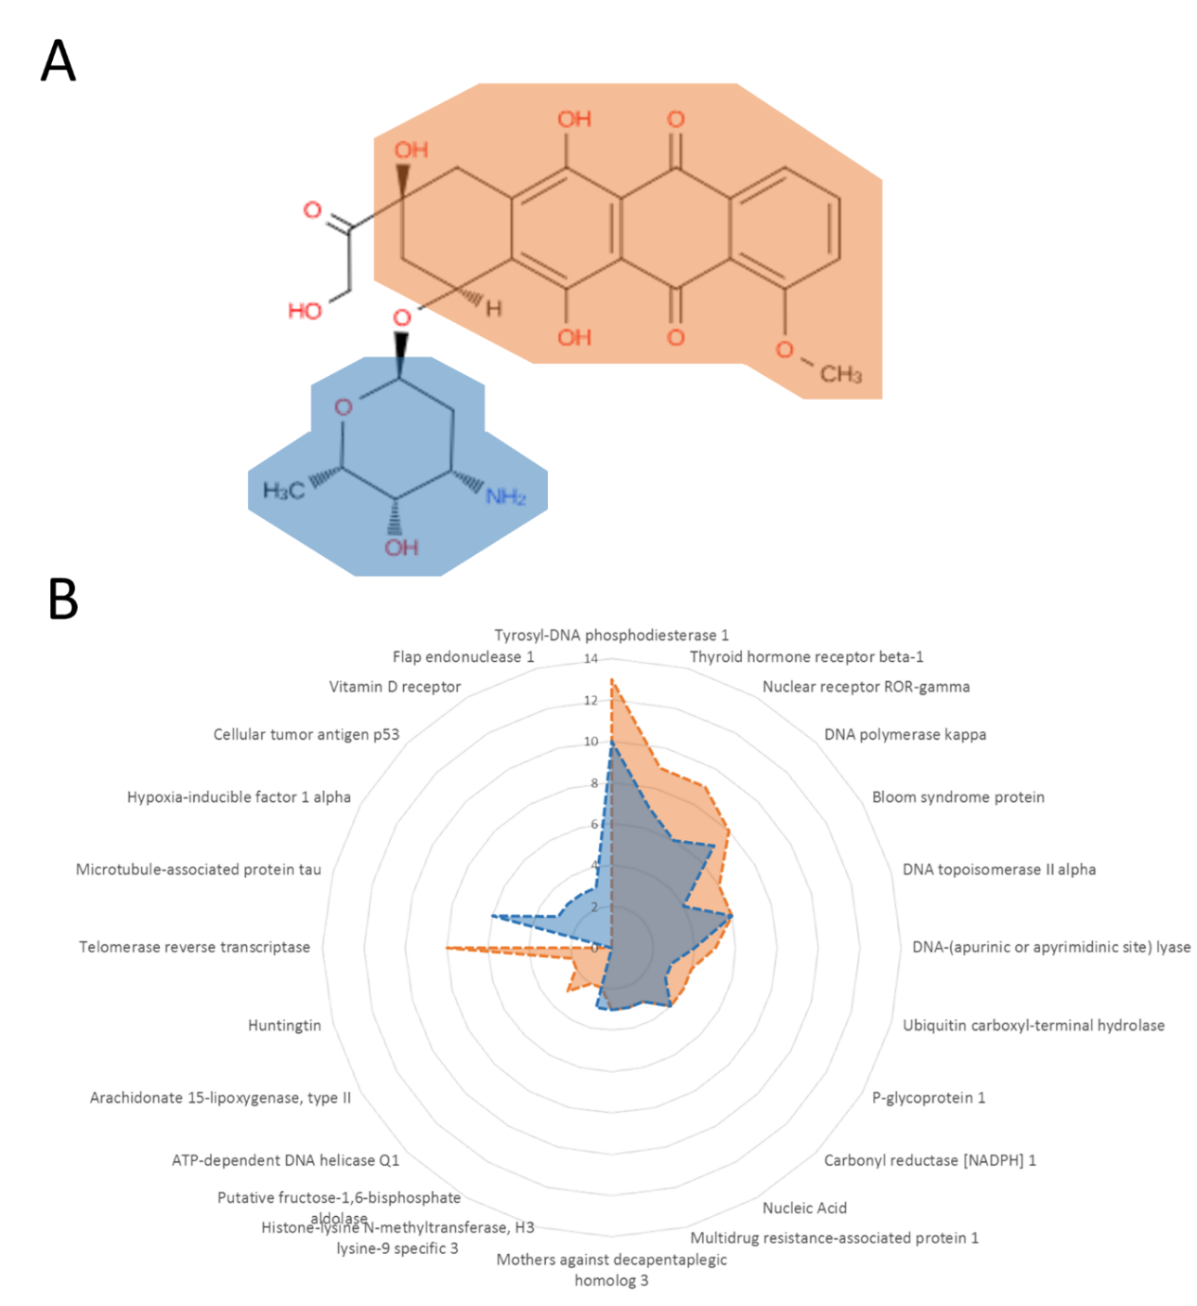 A
OH
O
OH
O
HO
O
H
OH
O
O
CH₃
O
H₃C
NH₂
OH
B
Tyrosyl-DNA phosphodiesterase 1
Flap endonuclease 1
14
Thyroid hormone receptor beta-1
Vitamin D receptor
Nuclear receptor ROR-gamma
12
Cellular tumor antigen p53
DNA polymerase kappa
10
8
Hypoxia-inducible factor 1 alpha
Bloom syndrome protein
6
4
Microtubule-associated protein tau
DNA topoisomerase II alpha
2
Telomerase reverse transcriptase
0
DNA-(apurinic or apyrimidinic site) lyase
Huntingtin
Ubiquitin carboxyl-terminal hydrolase
Arachidonate 15-lipoxygenase, type II
P-glycoprotein 1
ATP-dependent DNA helicase Q1
Carbonyl reductase [NADPH] 1
Putative fructose-1,6-bisphosphate
aldolase
Nucleic Acid
Histone-lysine N-methyltransferase, H3
lysine-9 specific 3
Multidrug resistance-associated protein 1
Mothers against decapentaplegic
homolog 3